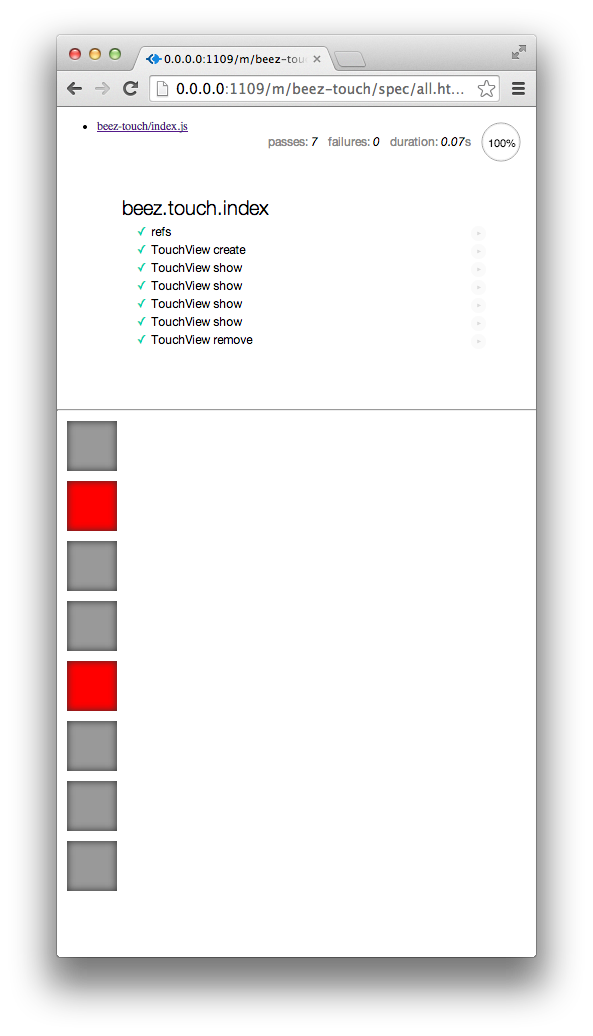 0.0.0.0:1109/m/beez-tou
0.0.0.0:1109/m/beez-touch/spec/all.ht...
beez-touch/index.js
passes: 7 failures: 0 duration: 0.07s 100%
beez.touch.index
✓ refs
✓ TouchView create
✓ TouchView show
✓ TouchView show
✓ TouchView show
✓ TouchView show
✓ TouchView remove